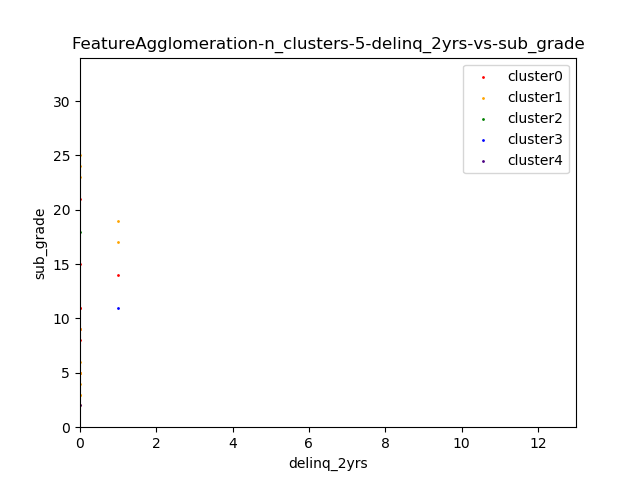 FeatureAgglomeration-n_clusters-5-delinq_2yrs-vs-sub_grade
cluster0
cluster1
cluster2
cluster3
cluster4
30
25
20
15
10
5
0
sub_grade
0 2 4 6 8 10 12
delinq_2yrs